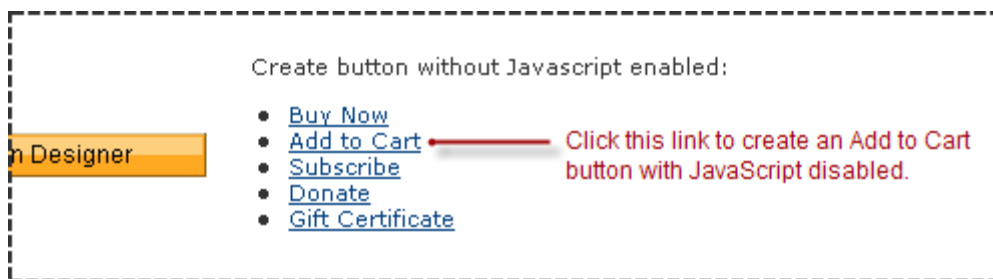 Create button without Javascript enabled:
Buy Now
Add to Cart
Subscribe
Donate
Gift Certificate
n Designer
Click this link to create an Add to Cart
button with JavaScript disabled.